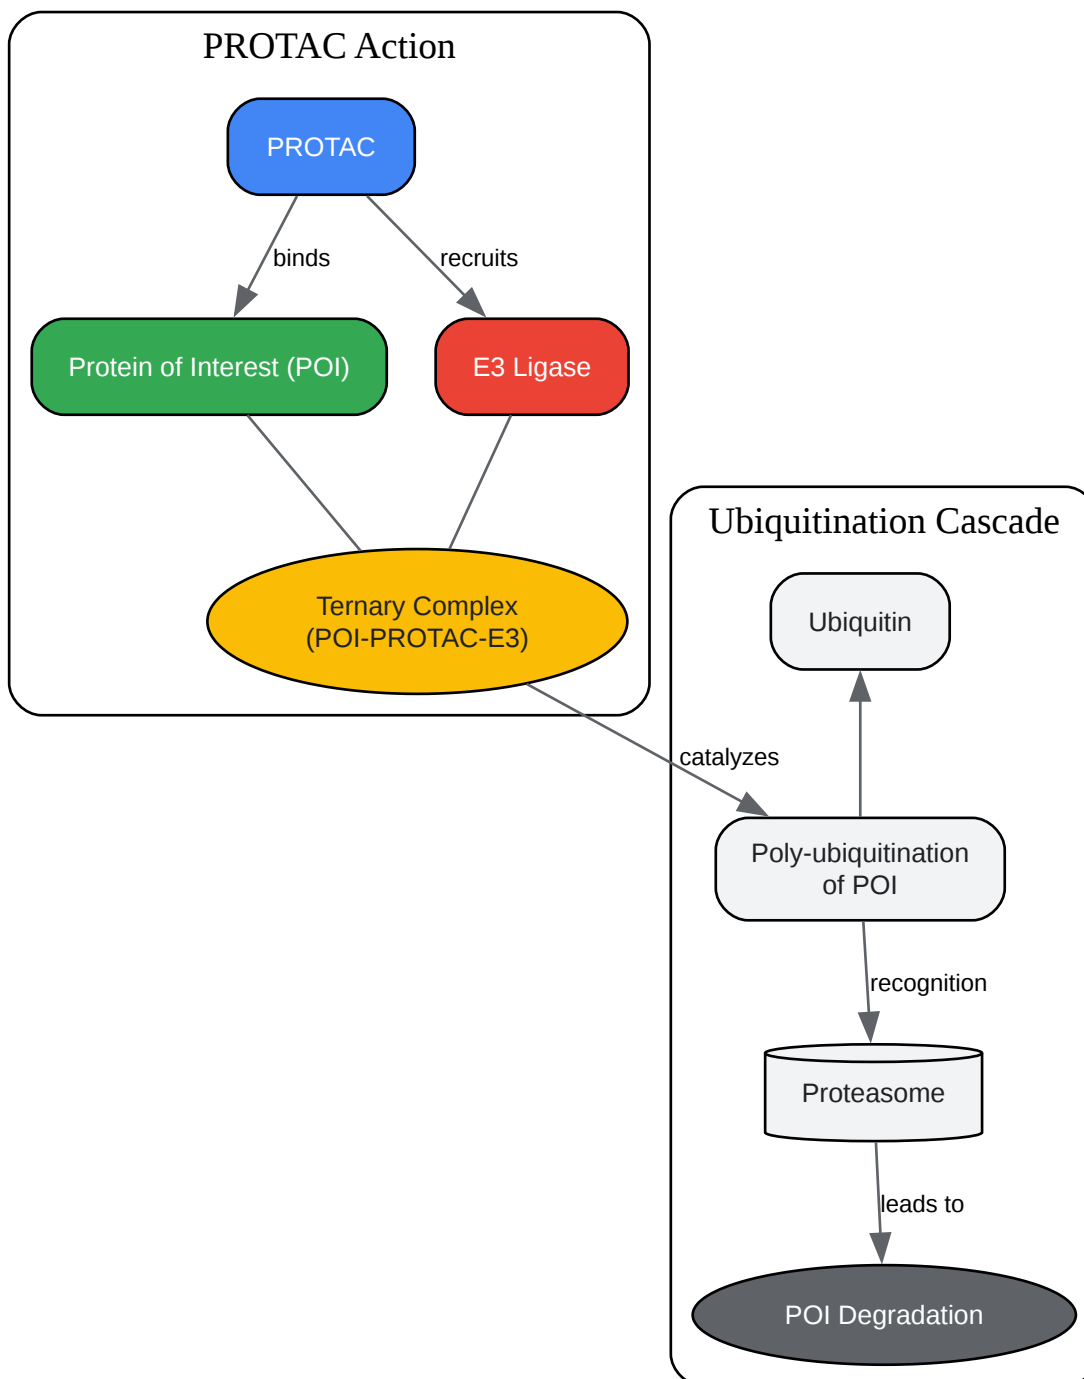 PROTAC Action
PROTAC
binds
recruits
Protein of Interest (POI)
E3 Ligase
Ternary Complex
(POI-PROTAC-E3)
Ubiquitination Cascade
Ubiquitin
catalyzes
Poly-ubiquitination
of POI
recognition
Proteasome
leads to
POI Degradation